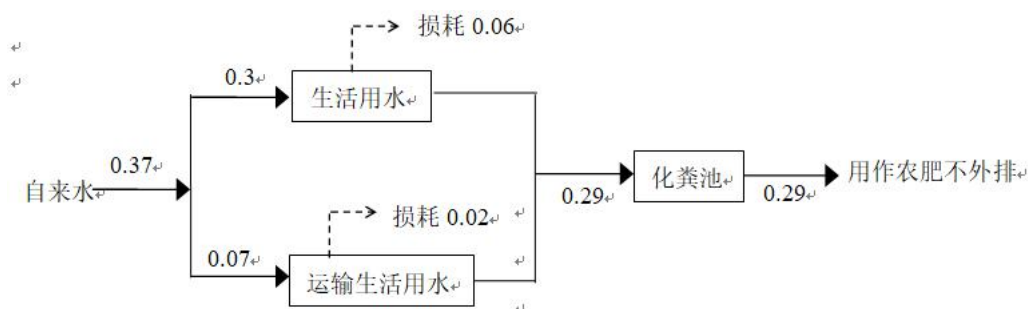 损耗 0.06
0.3
生活用水
0.37
自来水
化粪池
用作农肥不外排
0.29
0.29
损耗 0.02
0.07
运输生活用水